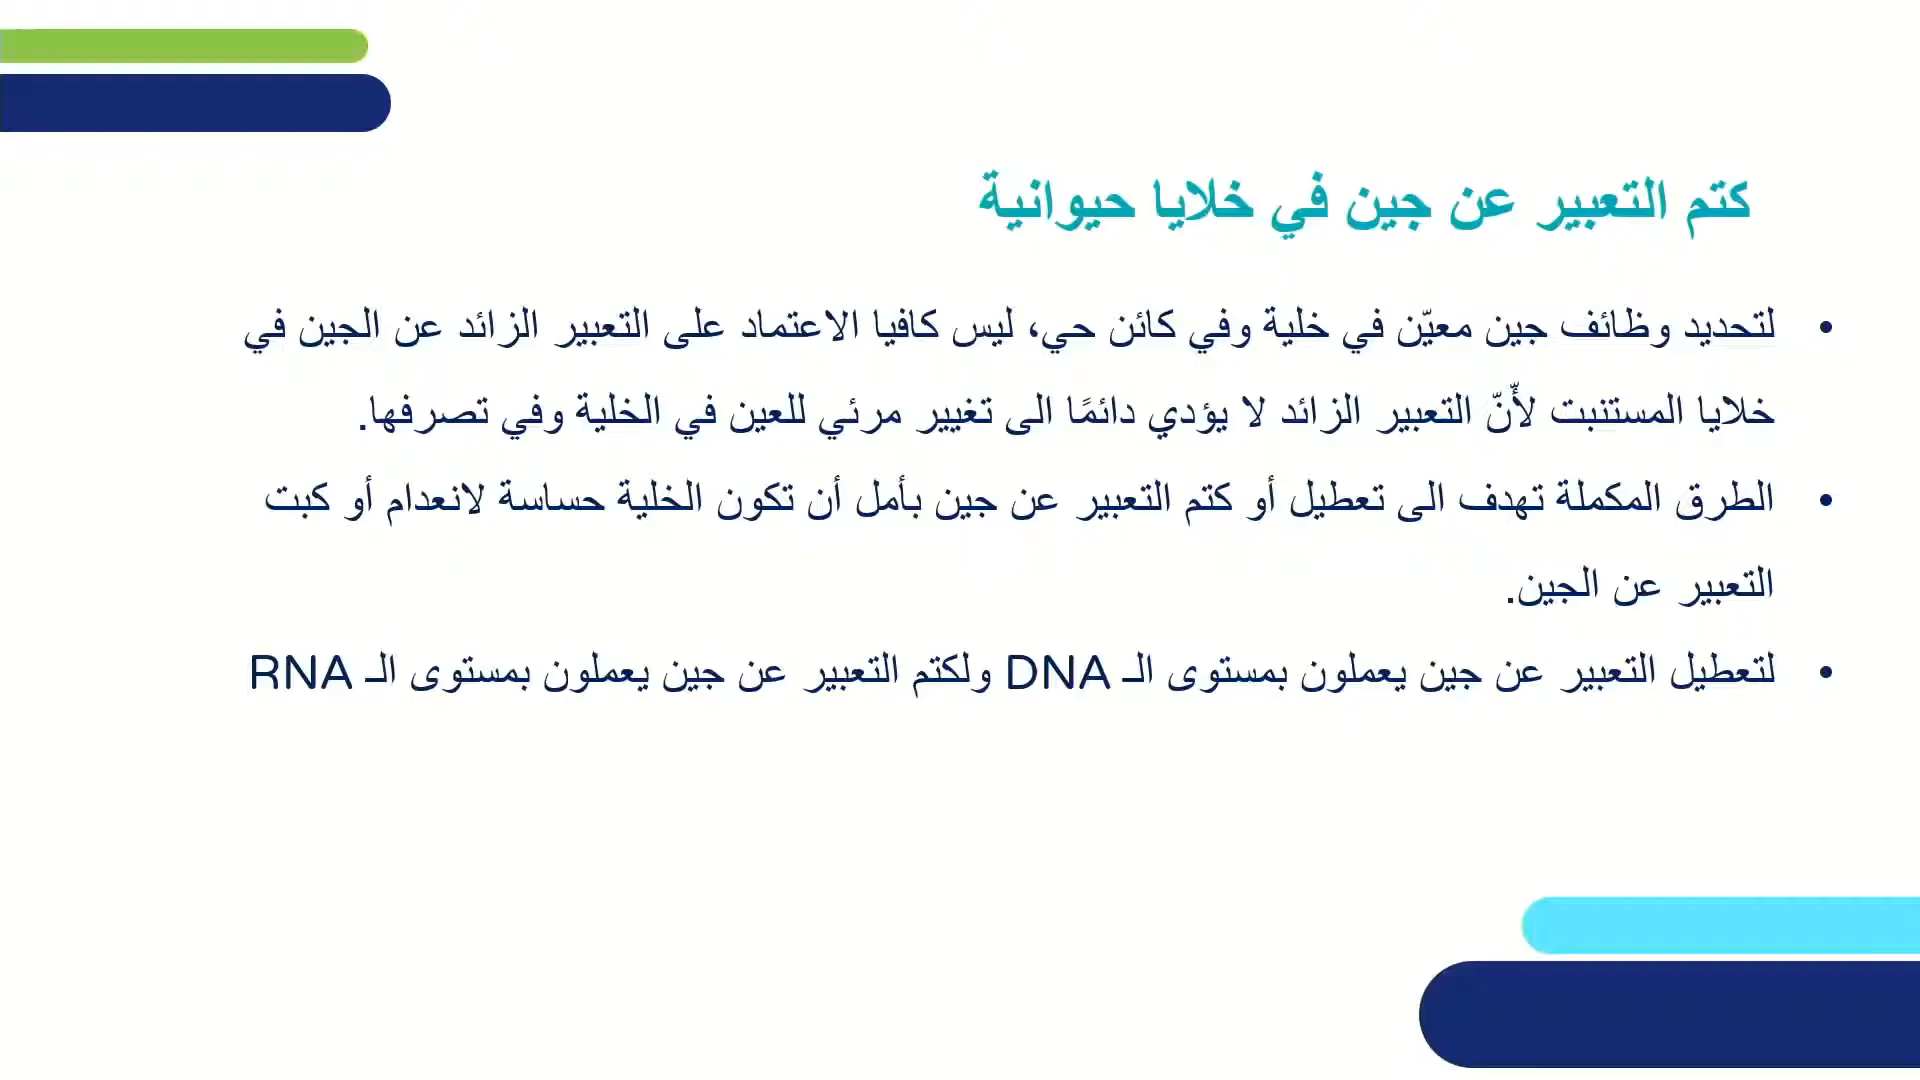 كتم التعبير عن جين في خلايا حيوانية
• لتحديد وظائف جين معيّن في خلية وفي كائن حي، ليس كافيا الاعتماد على التعبير الزائد عن الجين في
خلايا المستنبت لأنّ التعبير الزائد لا يؤدي دائمًا الى تغيير مرئي للعين في الخلية وفي تصرفها.
• الطرق المكملة تهدف الى تعطيل أو كتم التعبير عن جين بأمل أن تكون الخلية حساسة لانعدام أو كبت
التعبير عن الجين.
• لتعطيل التعبير عن جين يعملون بمستوى الـ DNA ولكتم التعبير عن جين يعملون بمستوى الـ RNA